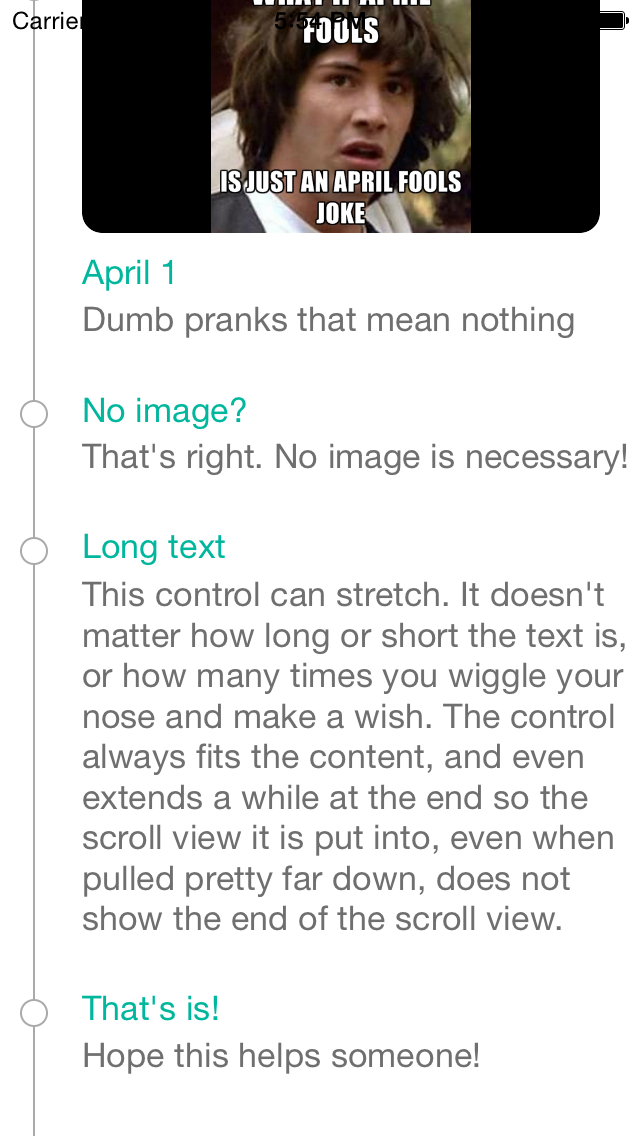 WHAT IF APRIL
Carrier 5:54 PM
FOOLS
IS JUST AN APRIL FOOLS
JOKE
April 1
Dumb pranks that mean nothing
No image?
That's right. No image is necessary!
Long text
This control can stretch. It doesn't
matter how long or short the text is,
or how many times you wiggle your
nose and make a wish. The control
always fits the content, and even
extends a while at the end so the
scroll view it is put into, even when
pulled pretty far down, does not
show the end of the scroll view.
That's is!
Hope this helps someone!